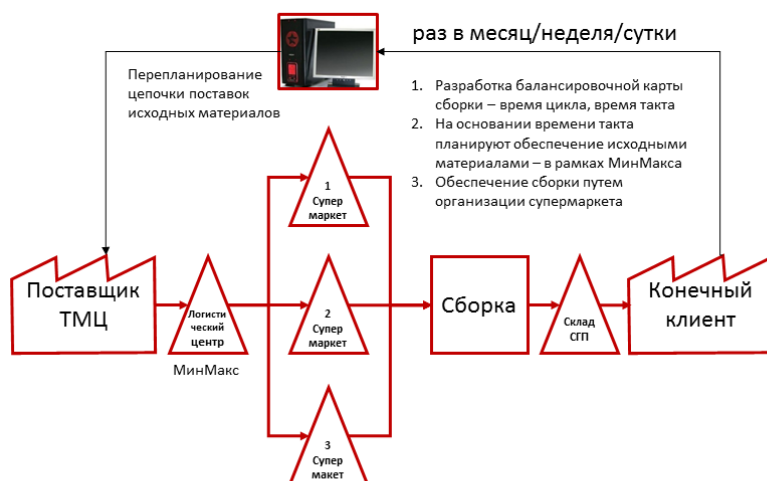 раз в месяц/неделя/сутки
Перепланирование
цепочки поставок
исходных материалов
1. Разработка балансировочной карты
сборки – время цикла, время такта
2. На основании времени такта
планируют обеспечение исходными
материалами – в рамках МинМакса
3. Обеспечение сборки путем
организации супермаркета
1
Супер
маркет
Поставщик
ТМЦ
Логисти
ческий
центр
МинМакс
2
Супер
маркет
Сборка
Склад
СГП
Конечный
клиент
3
Супер
макет